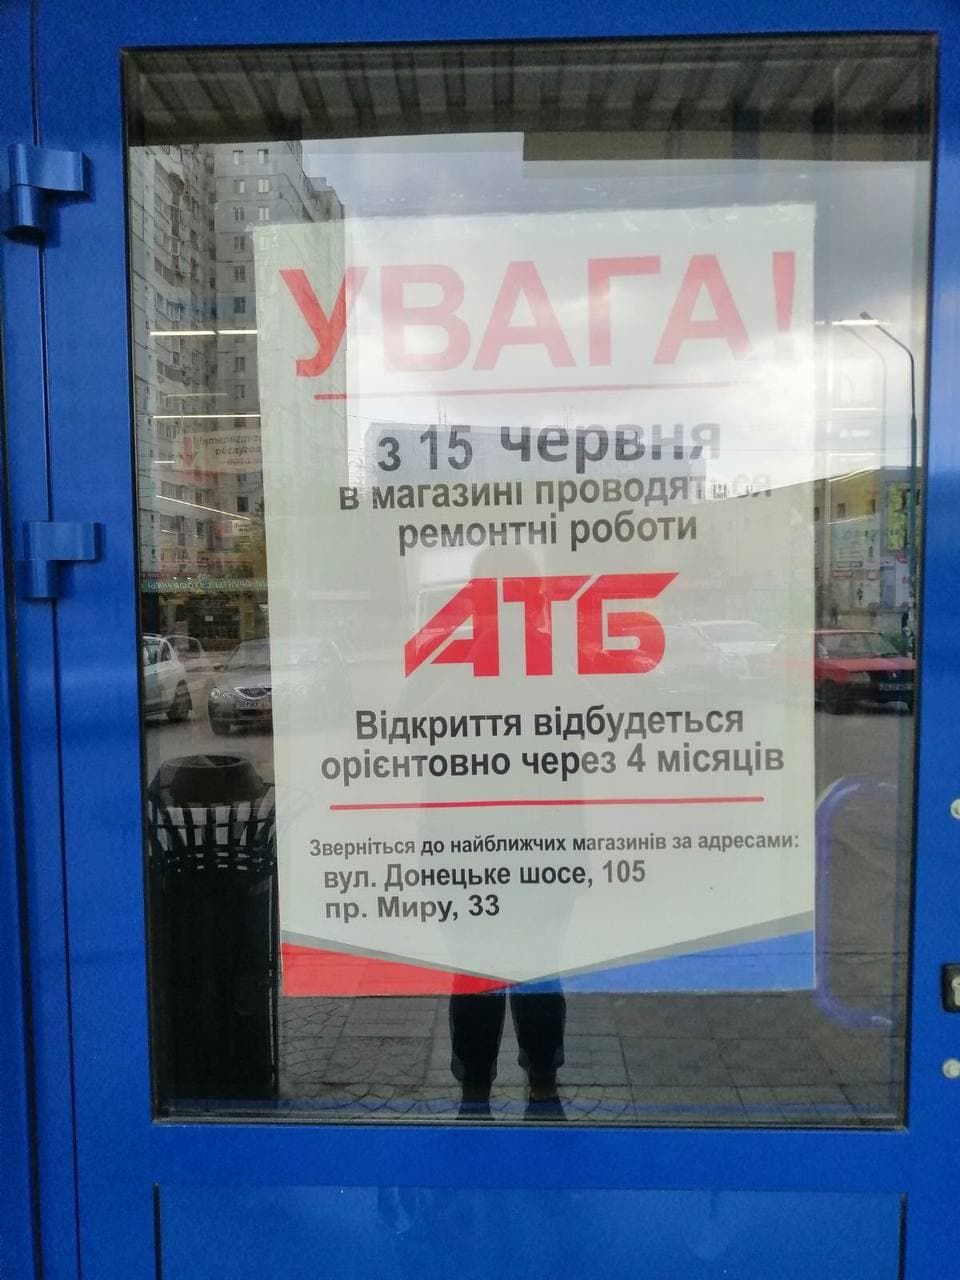 УВАГА!
з 15 червня
в магазині проводяться
ремонтні роботи
АТБ
Відкриття відбудеться
орієнтовно через 4 місяців
Зверніться до найближчих магазинів за адресами:
вул. Донецьке шосе, 105
пр. Миру, 33